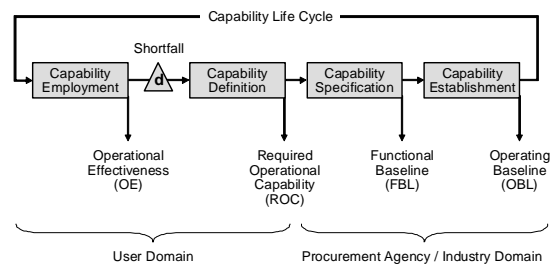 Capability Life Cycle
Shortfall
Capability
Employment
d
Capability
Definition
Capability
Specification
Capability
Establishment
Operational
Effectiveness
(OE)
Required
Operational
Capability
(ROC)
Functional
Baseline
(FBL)
Operating
Baseline
(OBL)
User Domain
Procurement Agency / Industry Domain